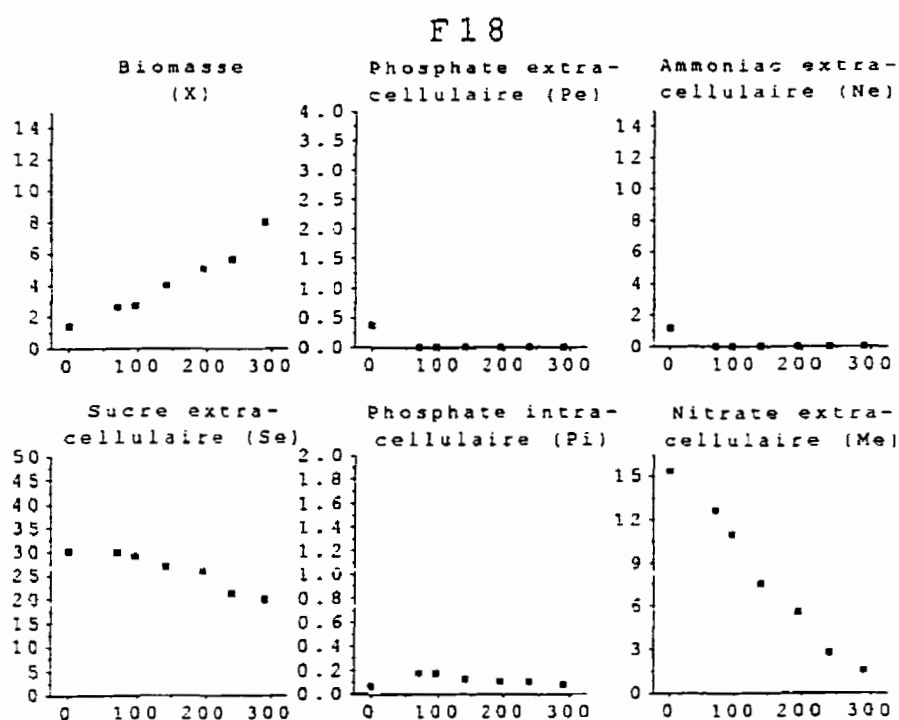 F18
Biomasse
(X)
14
12
10
8
6
4
2
0
0 100 200 300
Phosphate extra-
cellulaire (Pe)
4.0
3.5
3.0
2.5
2.0
1.5
1.0
0.5
0.0
0 100 200 300
Ammoniac extra-
cellulaire (Ne)
14
12
10
8
6
4
2
0
0 100 200 300
Sucre extra-
cellulaire (Se)
50
45
40
35
30
25
20
15
10
5
0
0 100 200 300
Phosphate intra-
cellulaire (Pi)
2.0
1.8
1.6
1.4
1.2
1.0
0.8
0.6
0.4
0.2
0.0
0 100 200 300
Nitrate extra-
cellulaire (Me)
15
12
9
6
3
0
0 100 200 300